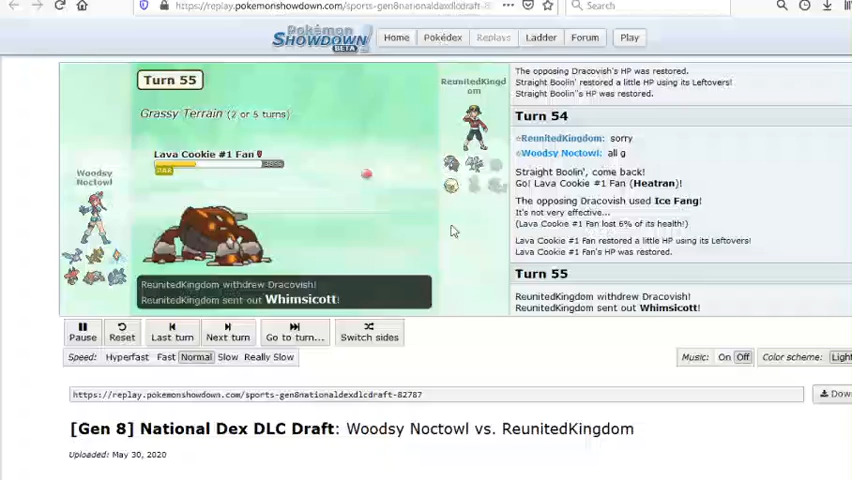 https://replay.pokemonshowdown.com/sports-gen8nationaldexdlcdraft-8
Search
Pokémon
SHOWDOWN
BETA
Home
Pokédex
Replays
Ladder
Forum
Play
Turn 55
Grassy Terrain (2 or 5 turns)
Lava Cookie #1 Fan
PAR
Woodsy
Noctowl
ReunitedKingd
om
ReunitedKingdom withdrew Dracovish!
ReunitedKingdom sent out Whimsicott!
The opposing Dracovish's HP was restored.
Straight Boolin' restored a little HP using its Leftovers!
Straight Boolin''s HP was restored.
Turn 54
☆ReunitedKingdom: sorry
☆Woodsy Noctowl: all g
Straight Boolin', come back!
Go! Lava Cookie #1 Fan (Heatran)!
The opposing Dracovish used Ice Fang!
It's not very effective...
(Lava Cookie #1 Fan lost 6% of its health!)
Lava Cookie #1 Fan restored a little HP using its Leftovers!
Lava Cookie #1 Fan's HP was restored.
Turn 55
ReunitedKingdom withdrew Dracovish!
ReunitedKingdom sent out Whimsicott!
Pause
Reset
Last turn
Next turn
Go to turn...
Switch sides
Speed: Hyperfast Fast Normal Slow Really Slow
Music: On Off
Color scheme: Light
https://replay.pokemonshowdown.com/sports-gen8nationaldexdlcdraft-82787
Dow
[Gen 8] National Dex DLC Draft: Woodsy Noctowl vs. ReunitedKingdom
Uploaded: May 30, 2020